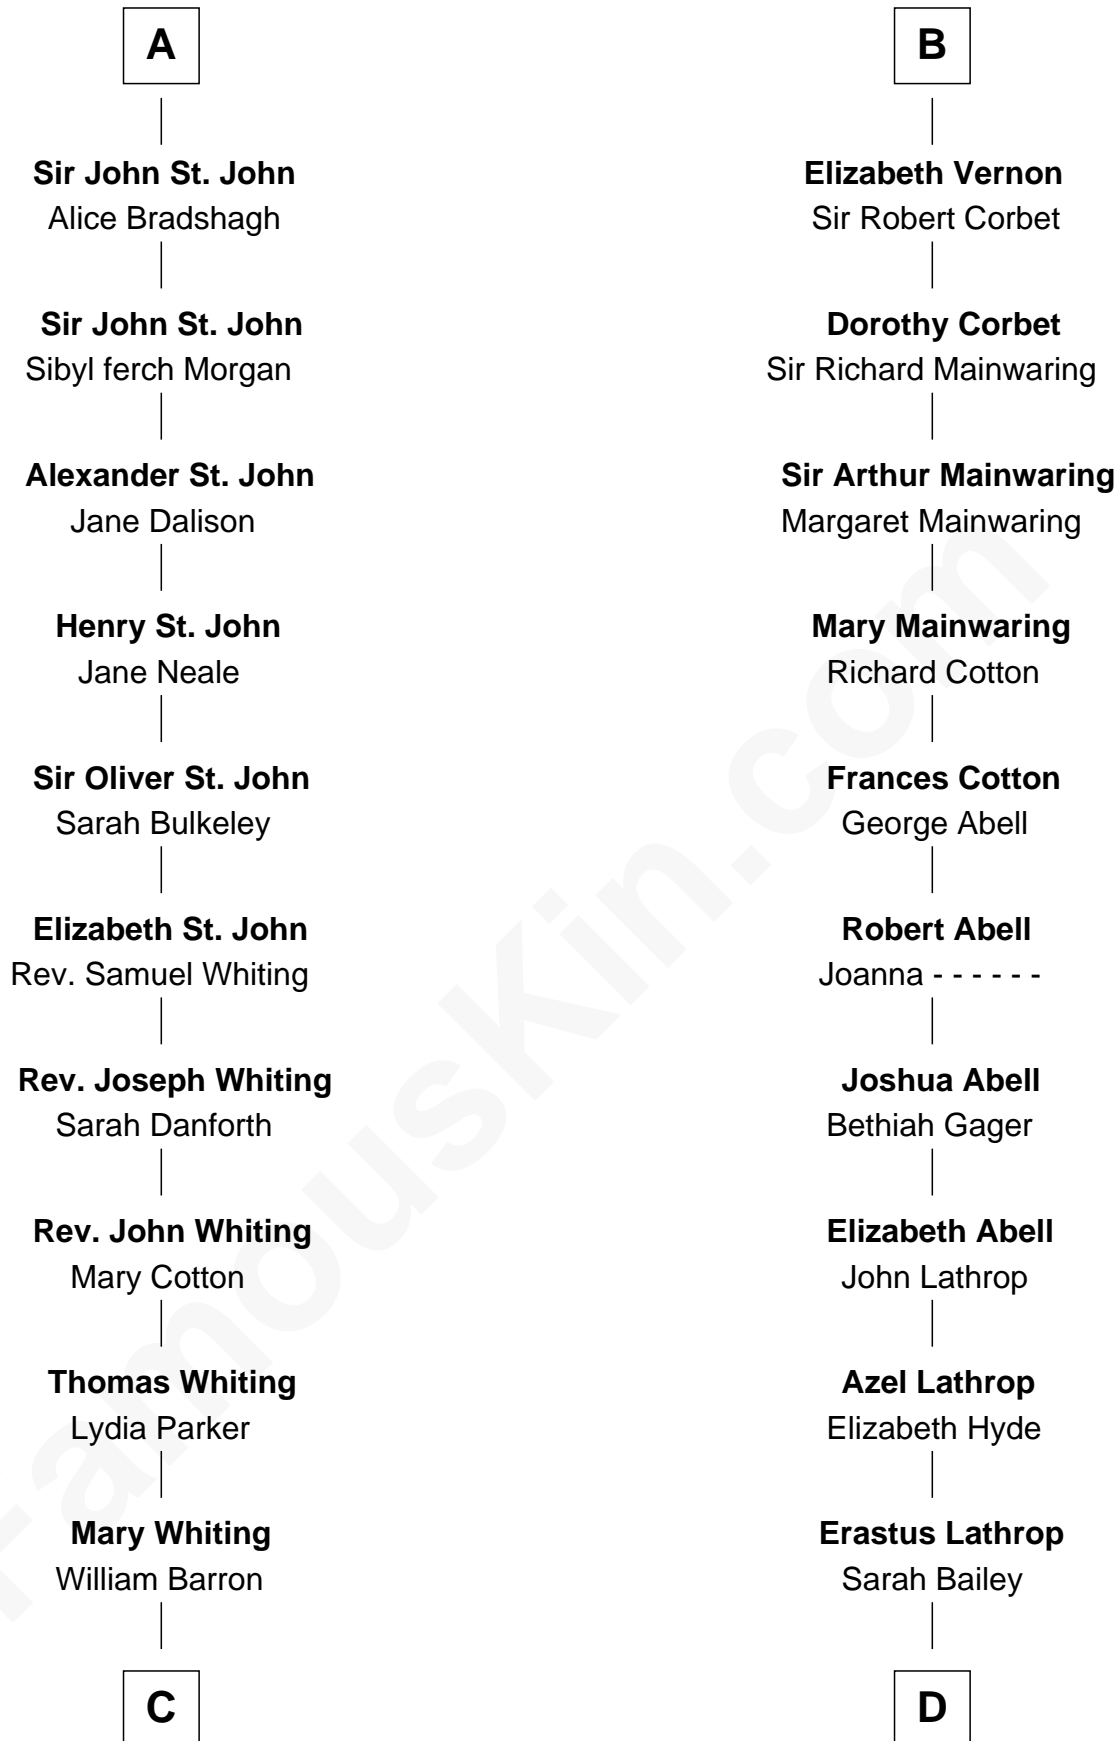 A
Sir John St. John
Alice Bradshagh
Sir John St. John
Sibyl ferch Morgan
Alexander St. John
Jane Dalison
Henry St. John
Jane Neale
Sir Oliver St. John
Sarah Bulkeley
Elizabeth St. John
Rev. Samuel Whiting
Rev. Joseph Whiting
Sarah Danforth
Rev. John Whiting
Mary Cotton
Thomas Whiting
Lydia Parker
Mary Whiting
William Barron
C
B
Elizabeth Vernon
Sir Robert Corbet
Dorothy Corbet
Sir Richard Mainwaring
Sir Arthur Mainwaring
Margaret Mainwaring
Mary Mainwaring
Richard Cotton
Frances Cotton
George Abell
Robert Abell
Joanna - - - - - -
Joshua Abell
Bethiah Gager
Elizabeth Abell
John Lathrop
Azel Lathrop
Elizabeth Hyde
Erastus Lathrop
Sarah Bailey
D
FamousKin.com